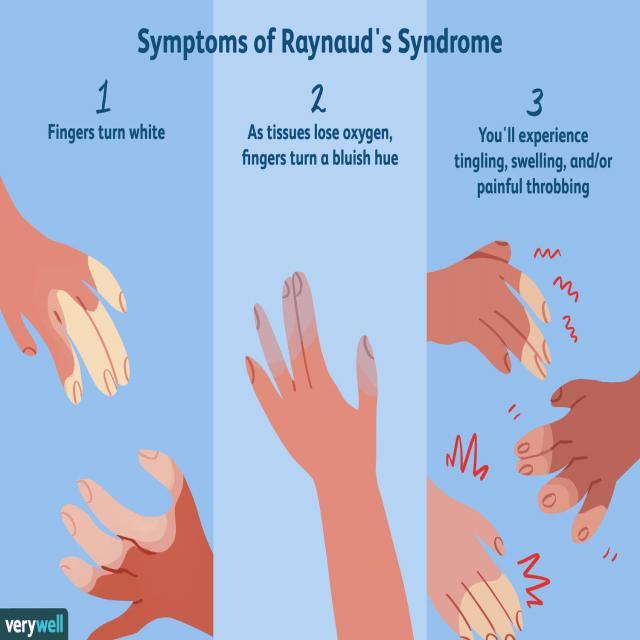 Symptoms of Raynaud's Syndrome
1
Fingers turn white
2
As tissues lose oxygen,
fingers turn a bluish hue
3
You'll experience
tingling, swelling, and/or
painful throbbing
verywell